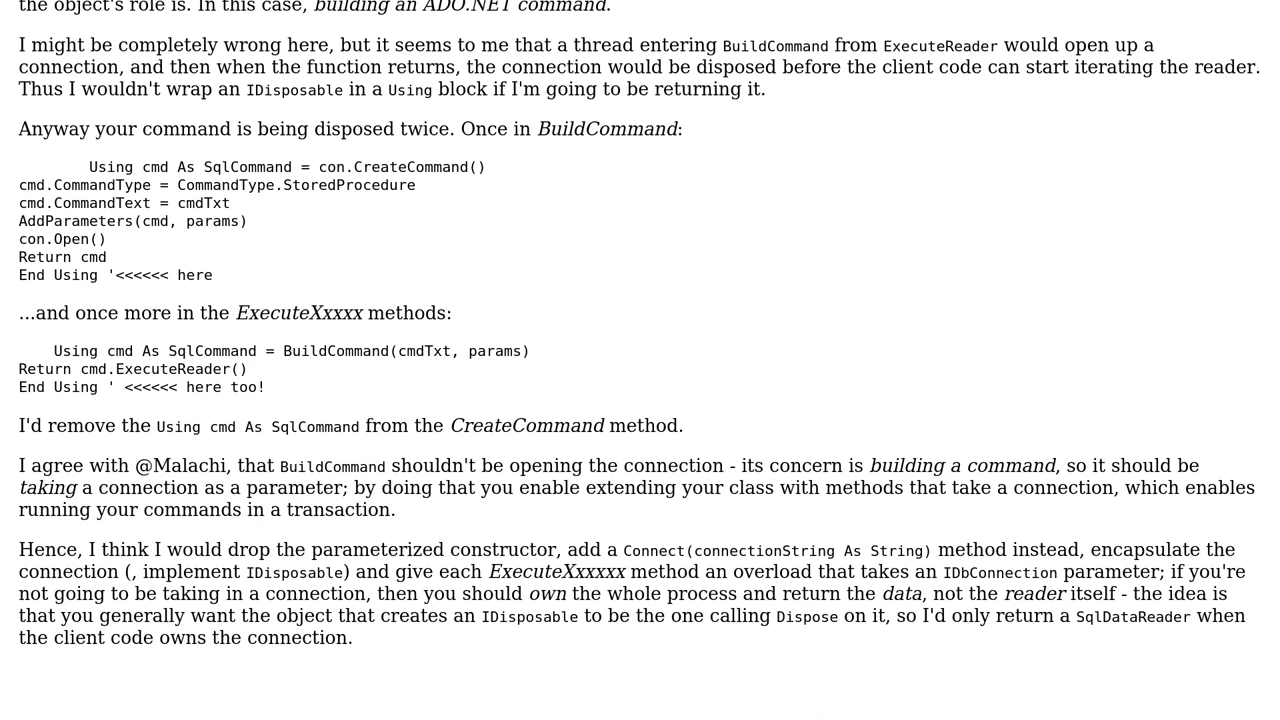 the object's role is. In this case, building an ADO.NET command.
I might be completely wrong here, but it seems to me that a thread entering BuildCommand from ExecuteReader would open up a
connection, and then when the function returns, the connection would be disposed before the client code can start iterating the reader.
Thus I wouldn't wrap an IDisposable in a Using block if I'm going to be returning it.
Anyway your command is being disposed twice. Once in BuildCommand:
        Using cmd As SqlCommand = con.CreateCommand()
cmd.CommandType = CommandType.StoredProcedure
cmd.CommandText = cmdTxt
AddParameters(cmd, params)
con.Open()
Return cmd
End Using '<<<<<< here
...and once more in the ExecuteXxxxx methods:
    Using cmd As SqlCommand = BuildCommand(cmdTxt, params)
Return cmd.ExecuteReader()
End Using ' <<<<<< here too!
I'd remove the Using cmd As SqlCommand from the CreateCommand method.
I agree with @Malachi, that BuildCommand shouldn't be opening the connection - its concern is building a command, so it should be
taking a connection as a parameter; by doing that you enable extending your class with methods that take a connection, which enables
running your commands in a transaction.
Hence, I think I would drop the parameterized constructor, add a Connect(connectionString As String) method instead, encapsulate the
connection (, implement IDisposable) and give each ExecuteXxxxxx method an overload that takes an IDbConnection parameter; if you're
not going to be taking in a connection, then you should own the whole process and return the data, not the reader itself - the idea is
that you generally want the object that creates an IDisposable to be the one calling Dispose on it, so I'd only return a SqlDataReader when
the client code owns the connection.